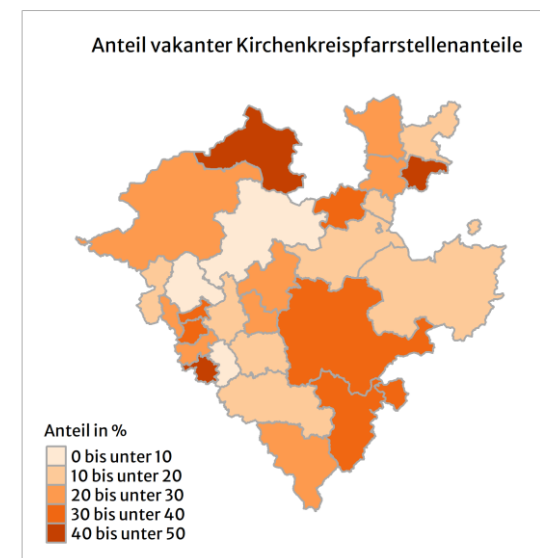 Anteil vakanter Kirchenkreispfarrstellenanteile
Anteil in %
0 bis unter 10
10 bis unter 20
20 bis unter 30
30 bis unter 40
40 bis unter 50